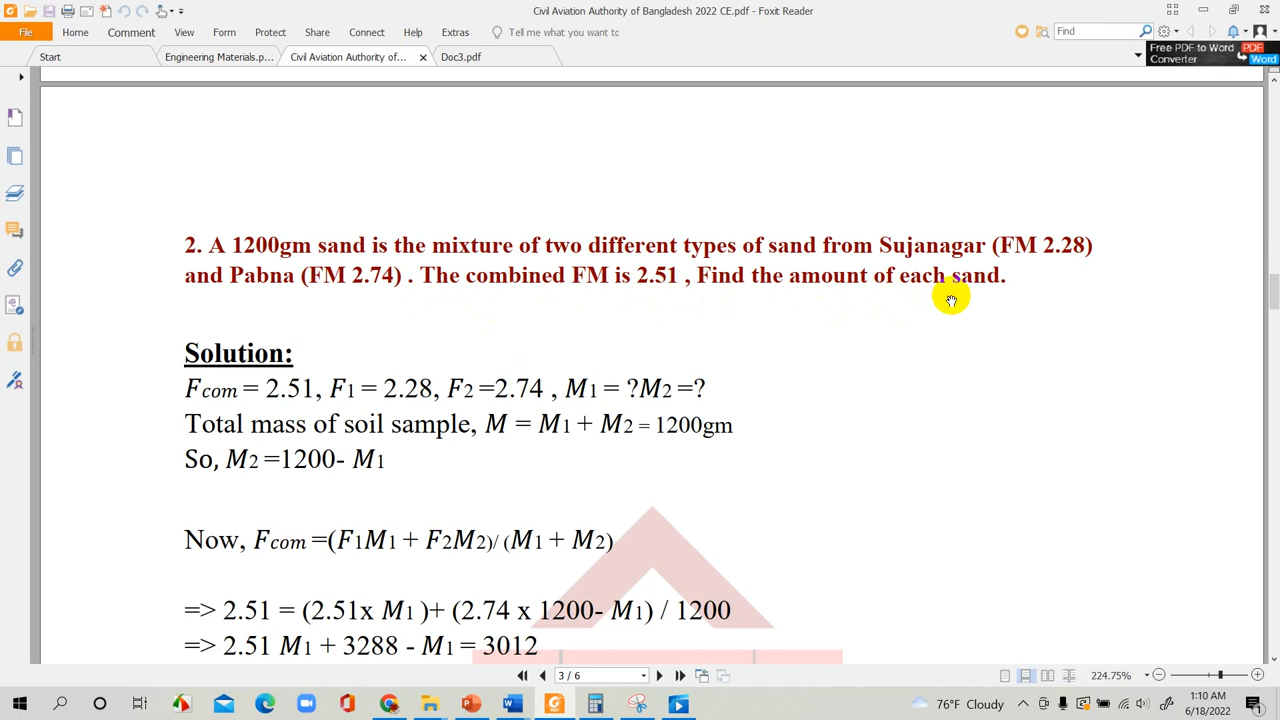 Civil Aviation Authority of Bangladesh 2022 CE.pdf - Foxit Reader
File Home Comment View Form Protect Share Connect Help Extras Tell me what you want to Find
Start Engineering Materials.p... Civil Aviation Authority of... Doc3.pdf
Free PDF to Word PDF
Converter Word
2. A 1200gm sand is the mixture of two different types of sand from Sujanagar (FM 2.28)
and Pabna (FM 2.74) . The combined FM is 2.51 , Find the amount of each sand.
Solution:
Fcom = 2.51, F1 = 2.28, F2 =2.74 , M1 = ?M2 =?
Total mass of soil sample, M = M1 + M2 = 1200gm
So, M2 =1200- M1
Now, Fcom =(F1M1 + F2M2)/ (M1 + M2)
=> 2.51 = (2.51x M1 )+ (2.74 x 1200- M1) / 1200
=> 2.51 M1 + 3288 - M1 = 3012
3 / 6 224.75%
76°F Cloudy 1:10 AM
6/18/2022